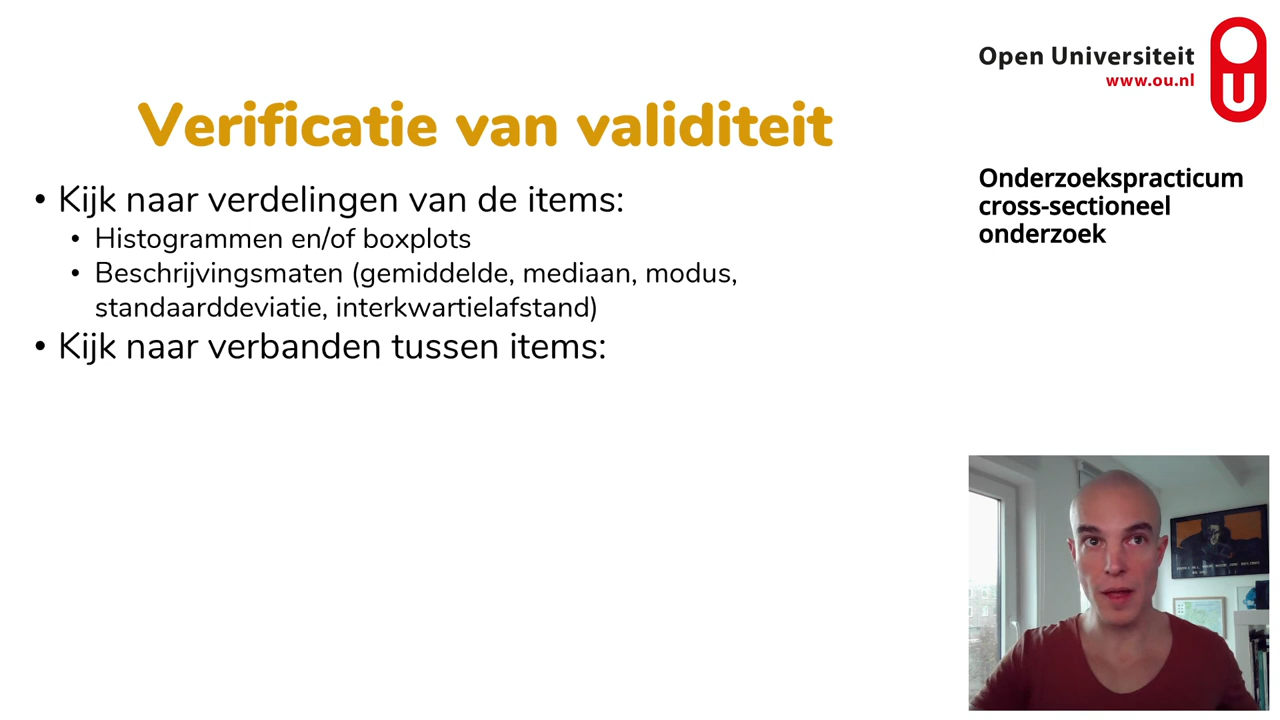 Open Universiteit
www.ou.nl
Verificatie van validiteit
• Kijk naar verdelingen van de items:
• Histogrammen en/of boxplots
• Beschrijvingsmaten (gemiddelde, mediaan, modus,
standaarddeviatie, interkwartielafstand)
• Kijk naar verbanden tussen items:
Onderzoekspracticum
cross-sectioneel
onderzoek